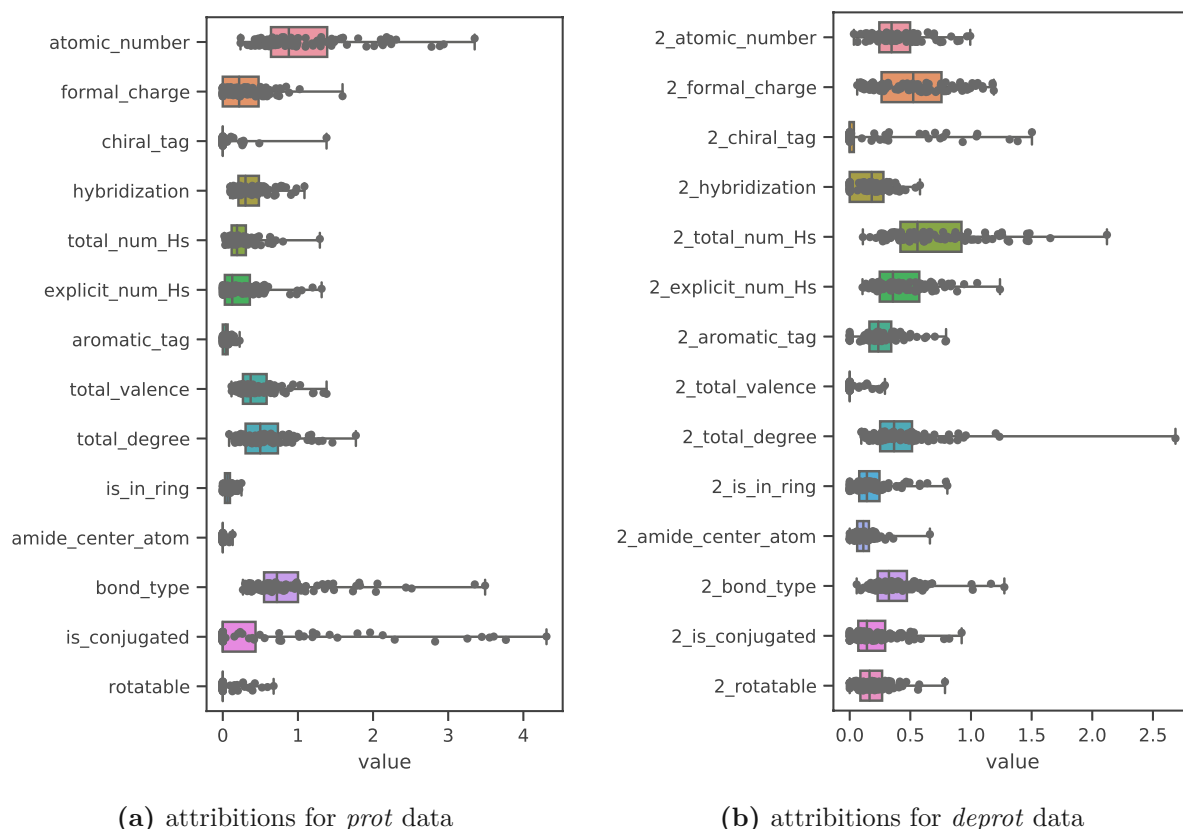 atomic_number
formal_charge
chiral_tag
hybridization
total_num_Hs
explicit_num_Hs
aromatic_tag
total_valence
total_degree
is_in_ring
amide_center_atom
bond_type
is_conjugated
rotatable
0 1 2 3 4
value
(a) attribitions for prot data
2_atomic_number
2_formal_charge
2_chiral_tag
2_hybridization
2_total_num_Hs
2_explicit_num_Hs
2_aromatic_tag
2_total_valence
2_total_degree
2_is_in_ring
2_amide_center_atom
2_bond_type
2_is_conjugated
2_rotatable
0.0 0.5 1.0 1.5 2.0 2.5
value
(b) attribitions for deprot data